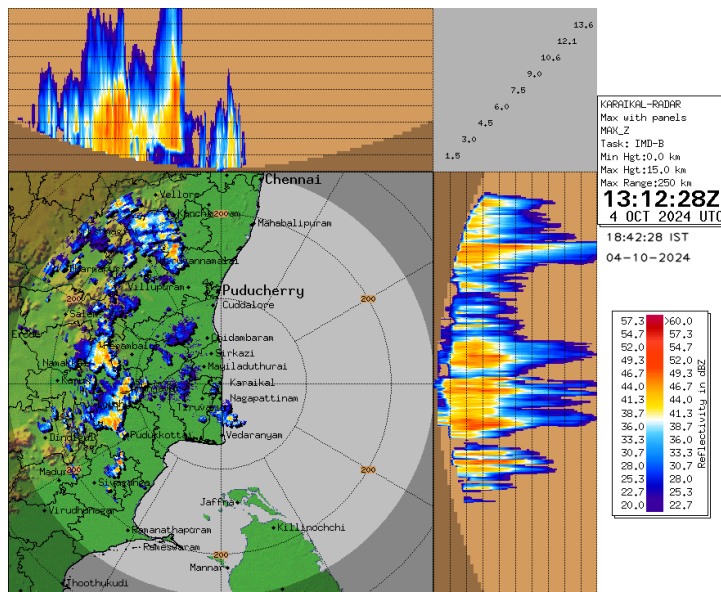 13.6
12.1
10.6
9.0
7.5
6.0
4.5
3.0
1.5
KARAIKAL-RADAR
Max with panels
MAX_Z
Task: IMD-B
Min Hgt:0.0 km
Max Hgt:15.0 km
Max Range:250 km
13:12:28Z
4 OCT 2024 UTC
18:42:28 IST
04-10-2024
Chennai
Vellore
200
Mahabalipuram
Villupuram
Puducherry
200
Cuddalore
200
Salem
Chidambaram
Sirkazi
Mayiladuthurai
Karaikal
Nagapattinam
Vedaranyam
Pudukkottai
200
200
Sivaganga
Virudhanagar
Jaffna
Killinochchi
Ramanathapuram
Rameswaram
200
Mannar
Thoothukudi
57.3 >60.0
54.7 57.3
52.0 54.7
49.3 52.0
46.7 49.3
44.0 46.7
41.3 44.0
38.7 41.3
36.0 38.7
33.3 36.0
30.7 33.3
28.0 30.7
25.3 28.0
22.7 25.3
20.0 22.7
Reflectivity in dBZ